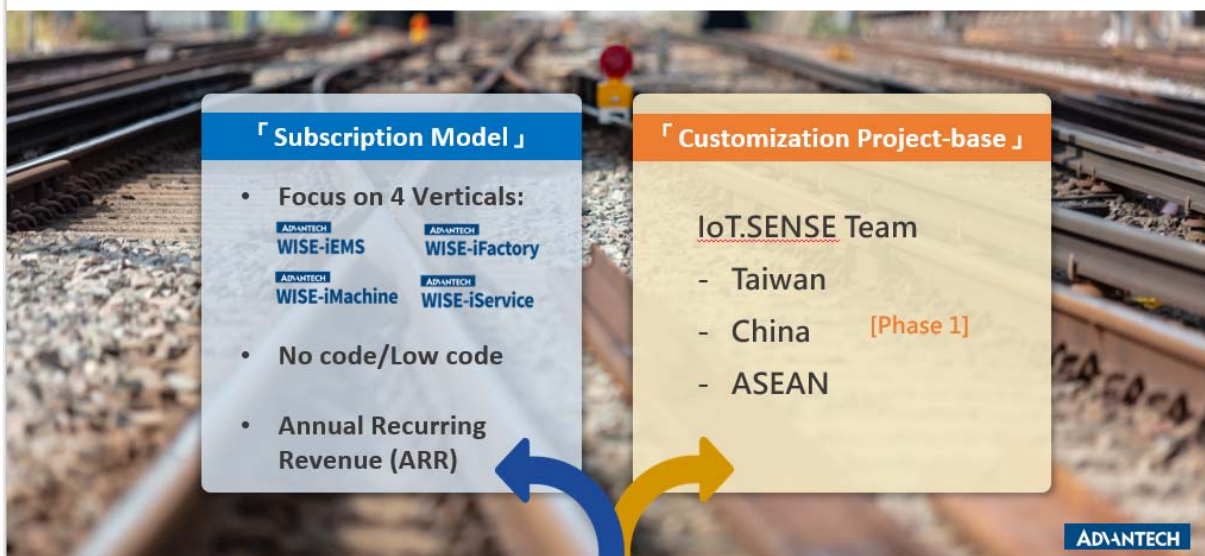 「Subscription Model」
• Focus on 4 Verticals:
ADVANTECH
WISE-iEMS
ADVANTECH
WISE-iFactory
ADVANTECH
WISE-iMachine
ADVANTECH
WISE-iService
• No code/Low code
• Annual Recurring
Revenue (ARR)
「Customization Project-base」
IoT.SENSE Team
- Taiwan
- China [Phase 1]
- ASEAN
ADVANTECH